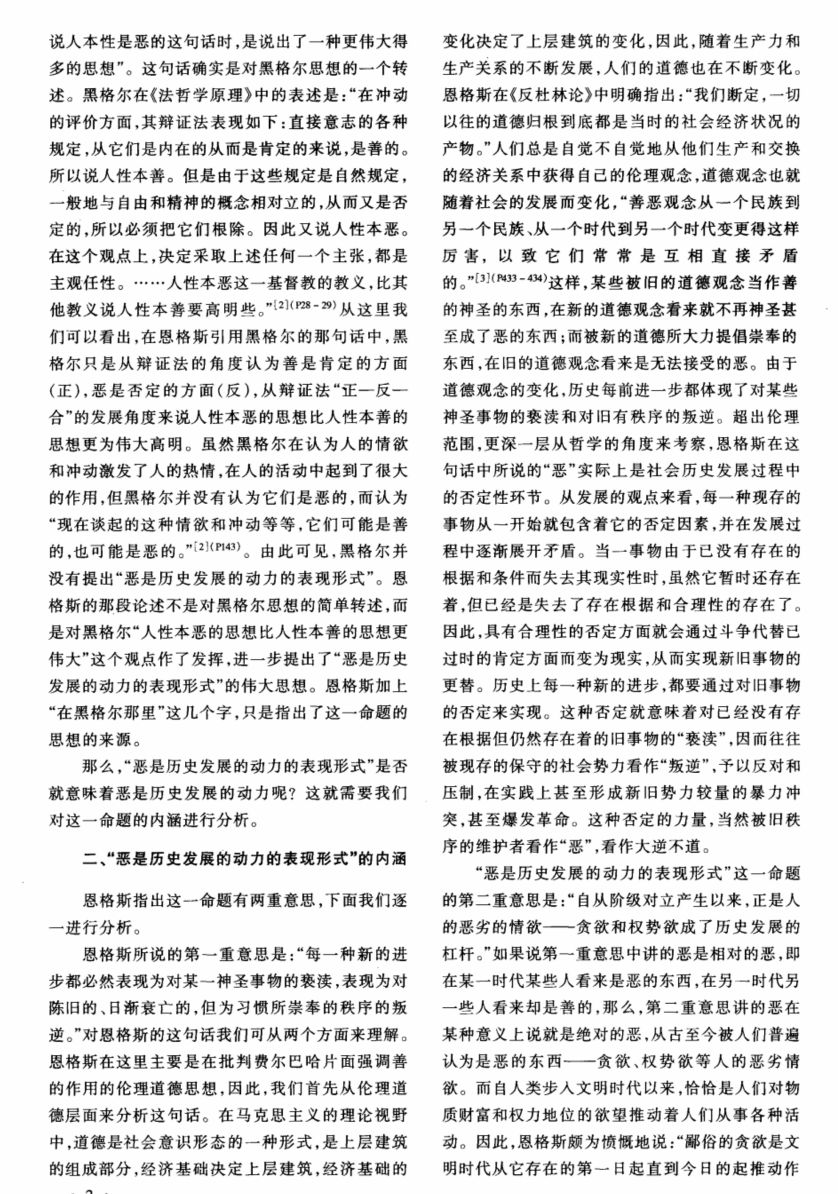 说人本性是恶的这句话时,是说出了一种更伟大得
多的思想”。这句话确实是对黑格尔思想的一个转
述。黑格尔在《法哲学原理》中的表述是:“在冲动
的评价方面,其辩证法表现如下:直接意志的各种
规定,从它们是内在的从而是肯定的来说,是善的。
所以说人性本善。但是由于这些规定是自然规定,
一般地与自由和精神的概念相对立的,从而又是否
定的,所以必须把它们根除。因此又说人性本恶。
在这个观点上,决定采取上述任何一个主张,都是
主观任性。……人性本恶这一基督教的教义,比其
他教义说人性本善要高明些。”[2](P28-29)从这里我
们可以看出,在恩格斯引用黑格尔的那句话中,黑
格尔只是从辩证法的角度认为善是肯定的方面
(正),恶是否定的方面(反),从辩证法“正—反—
合”的发展角度来说人性本恶的思想比人性本善的
思想更为伟大高明。虽然黑格尔在认为人的情欲
和冲动激发了人的热情,在人的活动中起到了很大
的作用,但黑格尔并没有认为它们是恶的,而认为
“现在谈起的这种情欲和冲动等等,它们可能是善
的,也可能是恶的。”[2](P143)。由此可见,黑格尔并
没有提出“恶是历史发展的动力的表现形式”。恩
格斯的那段论述不是对黑格尔思想的简单转述,而
是对黑格尔“人性本恶的思想比人性本善的思想更
伟大”这个观点作了发挥,进一步提出了“恶是历史
发展的动力的表现形式”的伟大思想。恩格斯加上
“在黑格尔那里”这几个字,只是指出了这一命题的
思想的来源。
那么,“恶是历史发展的动力的表现形式”是否
就意味着恶是历史发展的动力呢?这就需要我们
对这一命题的内涵进行分析。
二、“恶是历史发展的动力的表现形式”的内涵
恩格斯指出这一命题有两重意思,下面我们逐
一进行分析。
恩格斯所说的第一重意思是:“每一种新的进
步都必然表现为对某一神圣事物的亵渎,表现为对
陈旧的、日渐衰亡的,但为习惯所崇奉的秩序的叛
逆。”对恩格斯的这句话我们可从两个方面来理解。
恩格斯在这里主要是在批判费尔巴哈片面强调善
的作用的伦理道德思想,因此,我们首先从伦理道
德层面来分析这句话。在马克思主义的理论视野
中,道德是社会意识形态的一种形式,是上层建筑
的组成部分,经济基础决定上层建筑,经济基础的
变化决定了上层建筑的变化,因此,随着生产力和
生产关系的不断发展,人们的道德也在不断变化。
恩格斯在《反杜林论》中明确指出:“我们断定,一切
以往的道德归根到底都是当时的社会经济状况的
产物。”人们总是自觉不自觉地从他们生产和交换
的经济关系中获得自己的伦理观念,道德观念也就
随着社会的发展而变化,“善恶观念从一个民族到
另一个民族、从一个时代到另一个时代变更得这样
厉害,以致它们常常是互相直接矛盾
的。”[3](P433-434)这样,某些被旧的道德观念当作善
的神圣的东西,在新的道德观念看来就不再神圣甚
至成了恶的东西;而被新的道德所大力提倡崇奉的
东西,在旧的道德观念看来是无法接受的恶。由于
道德观念的变化,历史每前进一步都体现了对某些
神圣事物的亵渎和对旧有秩序的叛逆。超出伦理
范围,更深一层从哲学的角度来考察,恩格斯在这
句话中所说的“恶”实际上是社会历史发展过程中
的否定性环节。从发展的观点来看,每一种现存的
事物从一开始就包含着它的否定因素,并在发展过
程中逐渐展开矛盾。当一事物由于已没有存在的
根据和条件而失去其现实性时,虽然它暂时还存在
着,但已经是失去了存在根据和合理性的存在了。
因此,具有合理性的否定方面就会通过斗争代替已
过时的肯定方面而变为现实,从而实现新旧事物的
更替。历史上每一种新的进步,都要通过对旧事物
的否定来实现。这种否定就意味着对已经没有存
在根据但仍然存在着的旧事物的“亵渎”,因而往往
被现存的保守的社会势力看作“叛逆”,予以反对和
压制,在实践上甚至形成新旧势力较量的暴力冲
突,甚至爆发革命。这种否定的力量,当然被旧秩
序的维护者看作“恶”,看作大逆不道。
“恶是历史发展的动力的表现形式”这一命题
的第二重意思是:“自从阶级对立产生以来,正是人
的恶劣的情欲——贪欲和权势欲成了历史发展的
杠杆。”如果说第一重意思中讲的恶是相对的恶,即
在某一时代某些人看来是恶的东西,在另一时代另
一些人看来却是善的,那么,第二重意思讲的恶在
某种意义上说就是绝对的恶,从古至今被人们普遍
认为是恶的东西——贪欲、权势欲等人的恶劣情
欲。而自人类步入文明时代以来,恰恰是人们对物
质财富和权力地位的欲望推动着人们从事各种活
动。因此,恩格斯颇为愤慨地说:“鄙俗的贪欲是文
明时代从它存在的第一日起直到今日的起推动作